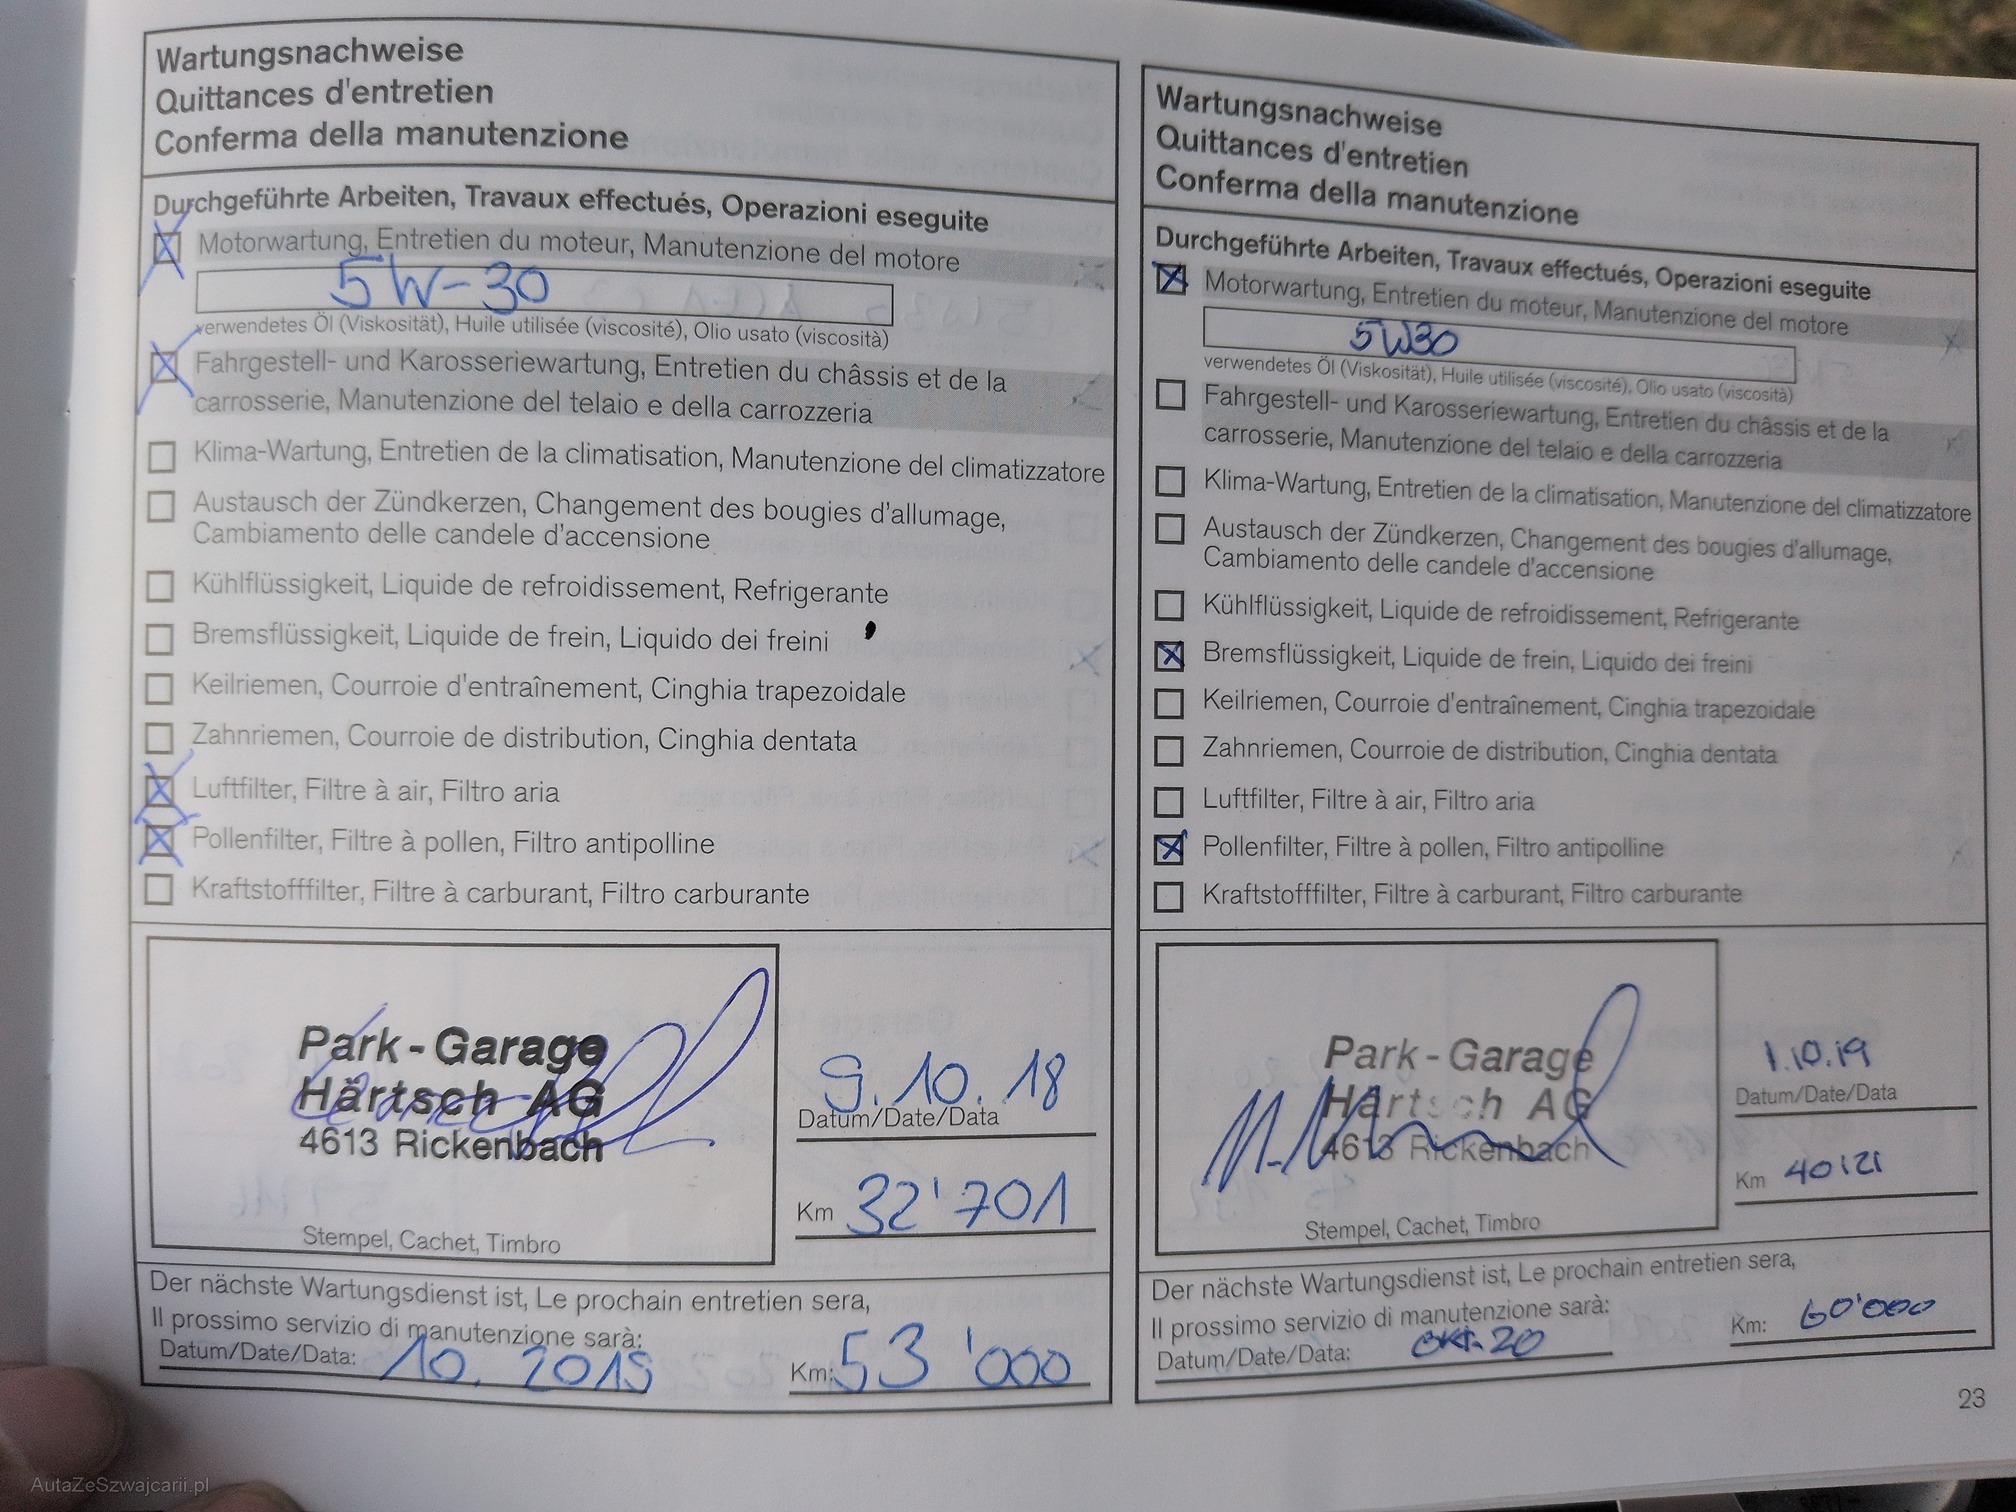 Wartungsnachweise
Quittances d'entretien
Conferma della manutenzione
Durchgeführte Arbeiten, Travaux effectués, Operazioni eseguite
Motorwartung, Entretien du moteur, Manutenzione del motore
5W-30
verwendetes Öl (Viskosität), Huile utilisée (viscosité), Olio usato (viscosità)
Fahrgestell- und Karosseriewartung, Entretien du châssis et de la
carrosserie, Manutenzione del telaio e della carrozzeria
Klima-Wartung, Entretien de la climatisation, Manutenzione del climatizzatore
Austausch der Zündkerzen, Changement des bougies d'allumage,
Cambiamento delle candele d'accensione
Kühlflüssigkeit, Liquide de refroidissement, Refrigerante
Bremsflüssigkeit, Liquide de frein, Liquido dei freini
Keilriemen, Courroie d'entraînement, Cinghia trapezoidale
Zahnriemen, Courroie de distribution, Cinghia dentata
Luftfilter, Filtre à air, Filtro aria
Pollenfilter, Filtre à pollen, Filtro antipolline
Kraftstofffilter, Filtre à carburant, Filtro carburante
Park-Garage
Härtsch AG
4613 Rickenbach
Stempel, Cachet, Timbro
9.10.18
Datum/Date/Data
Km 32'701
Der nächste Wartungsdienst ist, Le prochain entretien sera,
Il prossimo servizio di manutenzione sarà:
Datum/Date/Data: 10. 2019 Km: 53'000
Wartungsnachweise
Quittances d'entretien
Conferma della manutenzione
Durchgeführte Arbeiten, Travaux effectués, Operazioni eseguite
Motorwartung, Entretien du moteur, Manutenzione del motore
5W30
verwendetes Öl (Viskosität), Huile utilisée (viscosité), Olio usato (viscosità)
Fahrgestell- und Karosseriewartung, Entretien du châssis et de la
carrosserie, Manutenzione del telaio e della carrozzeria
Klima-Wartung, Entretien de la climatisation, Manutenzione del climatizzatore
Austausch der Zündkerzen, Changement des bougies d'allumage,
Cambiamento delle candele d'accensione
Kühlflüssigkeit, Liquide de refroidissement, Refrigerante
Bremsflüssigkeit, Liquide de frein, Liquido dei freini
Keilriemen, Courroie d'entraînement, Cinghia trapezoidale
Zahnriemen, Courroie de distribution, Cinghia dentata
Luftfilter, Filtre à air, Filtro aria
Pollenfilter, Filtre à pollen, Filtro antipolline
Kraftstofffilter, Filtre à carburant, Filtro carburante
Park-Garage
Härtsch AG
4613 Rickenbach
Stempel, Cachet, Timbro
1.10.19
Datum/Date/Data
Km 40121
Der nächste Wartungsdienst ist, Le prochain entretien sera,
Il prossimo servizio di manutenzione sarà:
Datum/Date/Data: OKT. 20 Km: 60'000
23
AutaZeSzwajcarii.pl